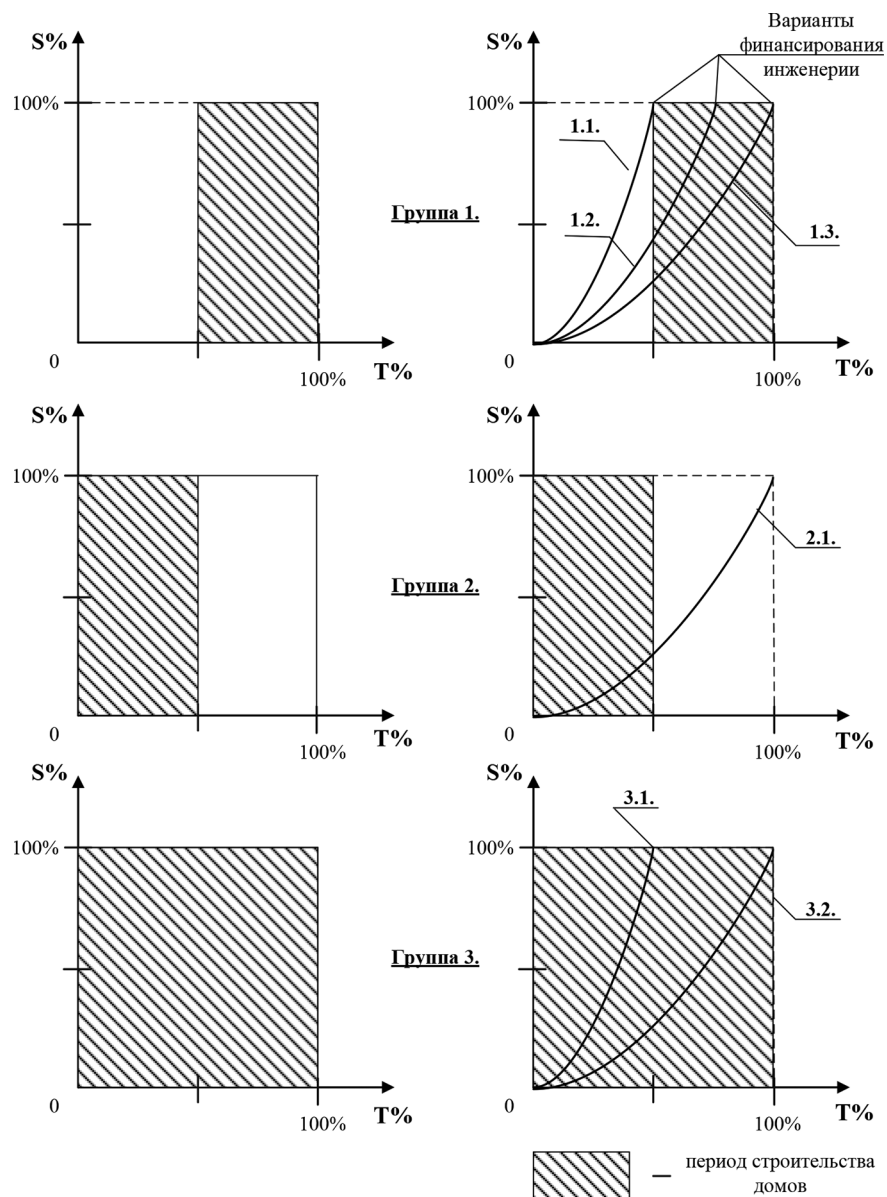 Варианты
финансирования
инженерии
S%
100%
0
100%
T%
Группа 1.
S%
100%
1.1.
1.2.
1.3.
0
100%
T%
S%
100%
0
100%
T%
Группа 2.
S%
100%
2.1.
0
100%
T%
S%
100%
0
100%
T%
Группа 3.
S%
100%
3.1.
3.2.
0
100%
T%
— период строительства
домов